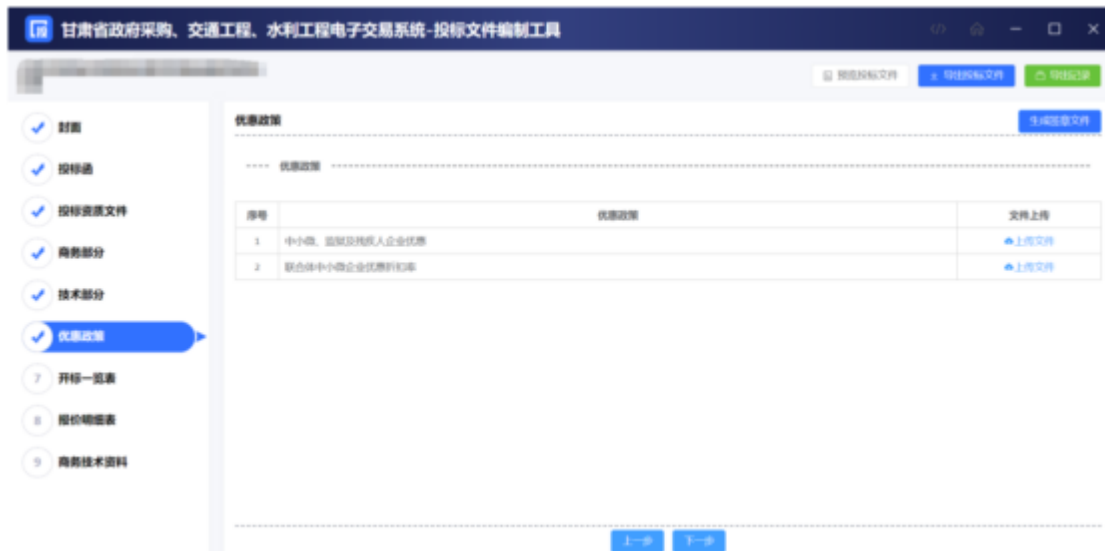 甘肃省政府采购、交通工程、水利工程电子交易系统-投标文件编制工具
预览投标文件 导出投标文件 导出记录
封面
投标函
投标资质文件
商务部分
技术部分
优惠政策
7 开标一览表
8 报价明细表
9 商务技术资料
优惠政策 生成签章文件
优惠政策
序号 优惠政策 文件上传
1 中小微、监狱及残疾人企业优惠 上传文件
2 联合体中小微企业优惠折扣率 上传文件
上一步 下一步